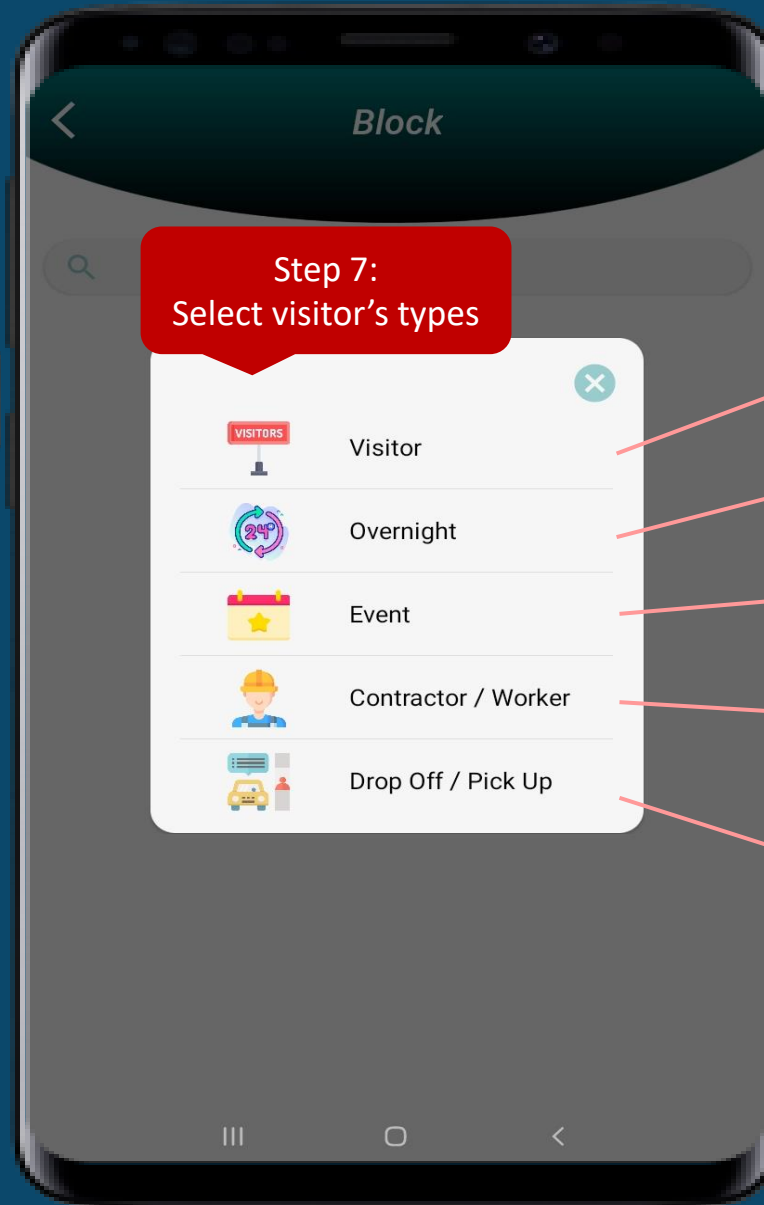 Block
Step 7:
Select visitor’s types
VISITORS
Visitor
24
Overnight
Event
Contractor / Worker
Drop Off / Pick Up